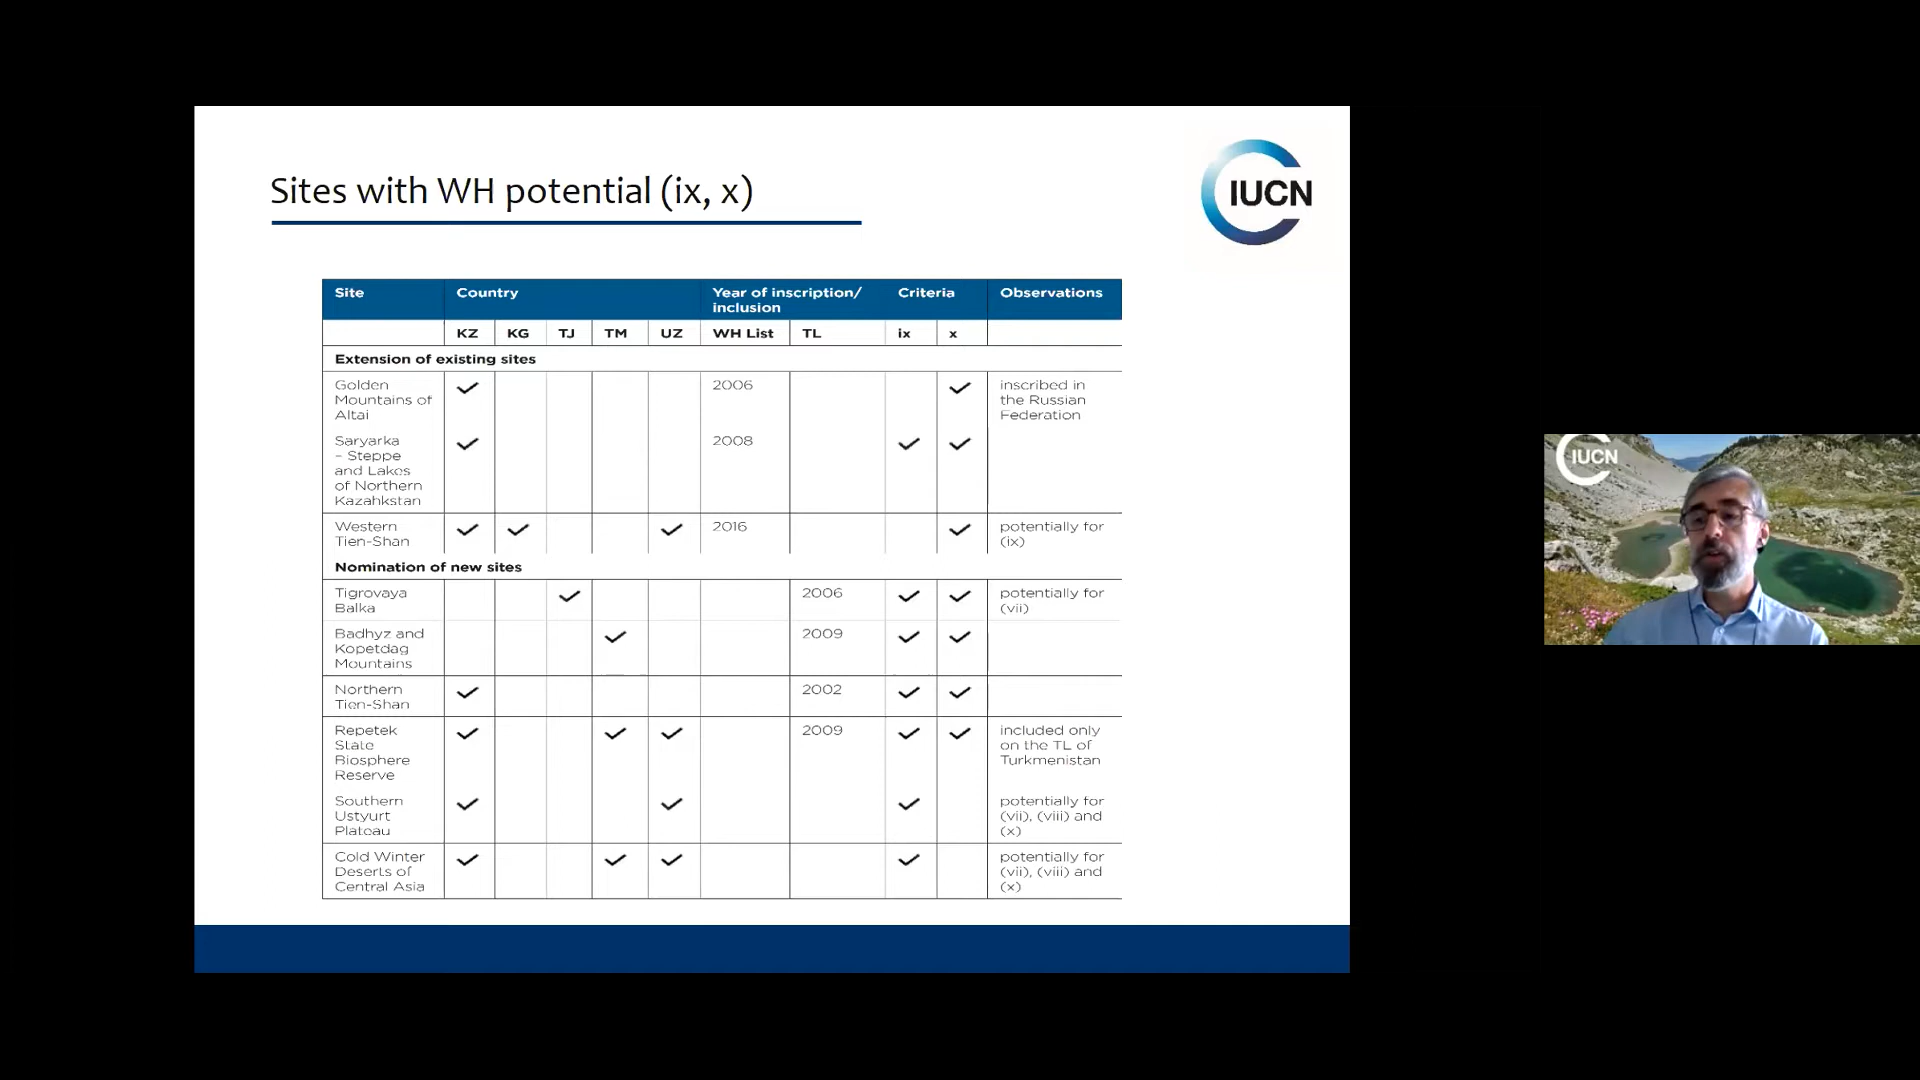 Sites with WH potential (ix, x)
IUCN
Site Country Year of inscription/ Criteria Observations
inclusion
KZ KG TJ TM UZ WH List TL ix x
Extension of existing sites
Golden 2006 inscribed in
Mountains of the Russian
Altai Federation
Saryarka 2008
– Steppe
and Lakes
of Northern
Kazahkstan
Western 2016 potentially for
Tien-Shan (ix)
Nomination of new sites
Tigrovaya 2006 potentially for
Balka (vii)
Badhyz and 2009
Kopetdag
Mountains
Northern 2002
Tien-Shan
Repetek 2009 included only
State on the TL of
Biosphere Turkmenistan
Reserve
Southern potentially for
Ustyurt (vii), (viii) and
Plateau (x)
Cold Winter potentially for
Deserts of (vii), (viii) and
Central Asia (x)
IUCN